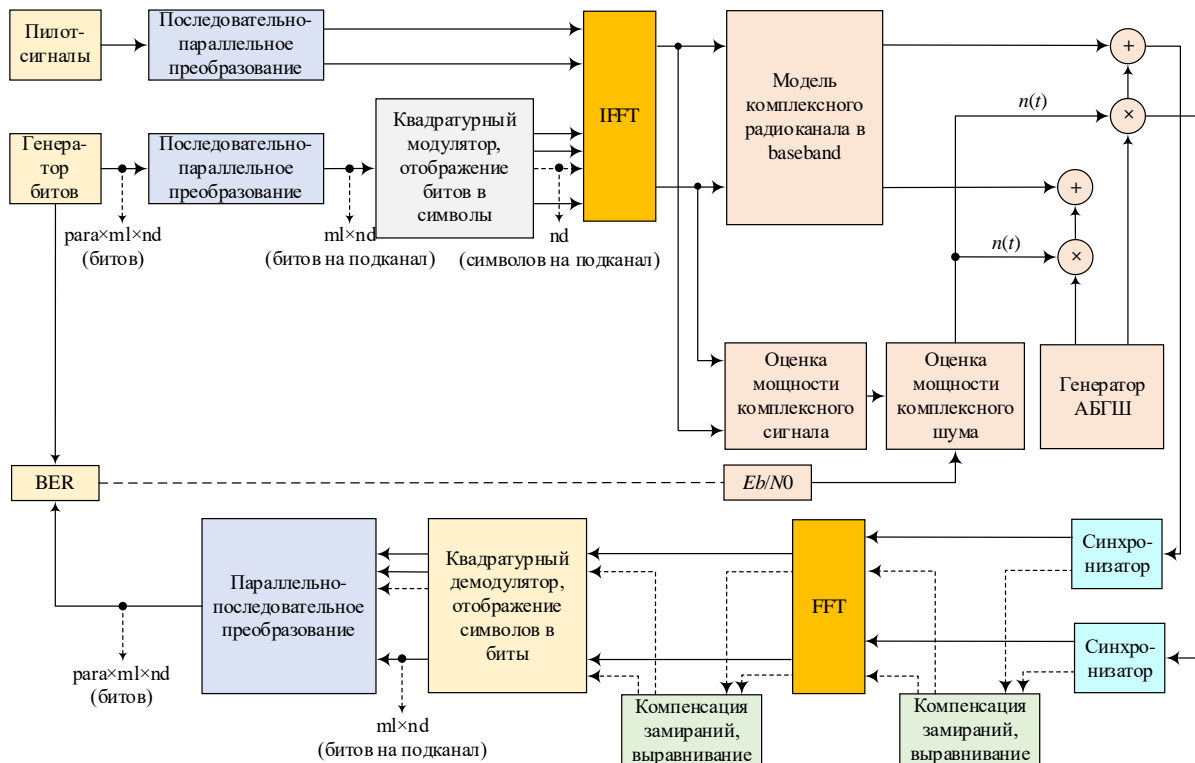 Пилот-
сигналы
Последовательно-
параллельное
преобразование
IFFT
Модель
комплексного
радиоканала в
baseband
+
n(t)
×
Генера-
тор
битов
Последовательно-
параллельное
преобразование
Квадратурный
модулятор,
отображение
битов в
символы
+
n(t)
×
para×ml×nd
(битов)
ml×nd
(битов на подканал)
nd
(символов на подканал)
Оценка
мощности
комплексного
сигнала
Оценка
мощности
комплексного
шума
Генератор
АБГШ
BER
Eb/N0
Параллельно-
последовательное
преобразование
Квадратурный
демодулятор,
отображение
символов в
биты
FFT
Синхро-
низатор
Синхро-
низатор
para×ml×nd
(битов)
ml×nd
(битов на подканал)
Компенсация
замираний,
выравнивание
Компенсация
замираний,
выравнивание